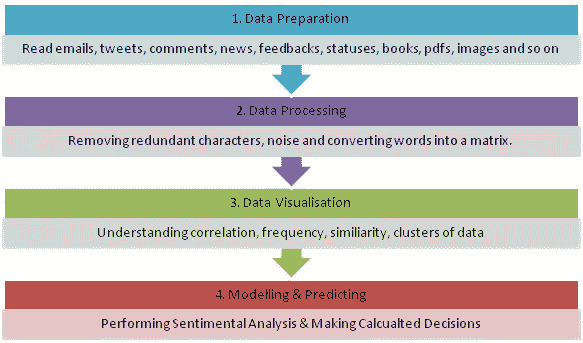 1. Data Preparation
Read emails, tweets, comments, news, feedbacks, statuses, books, pdfs, images and so on
2. Data Processing
Removing redundant characters, noise and converting words into a matrix.
3. Data Visualisation
Understanding correlation, frequency, similiarity, clusters of data
4. Modelling & Predicting
Performing Sentimental Analysis & Making Calcualted Decisions